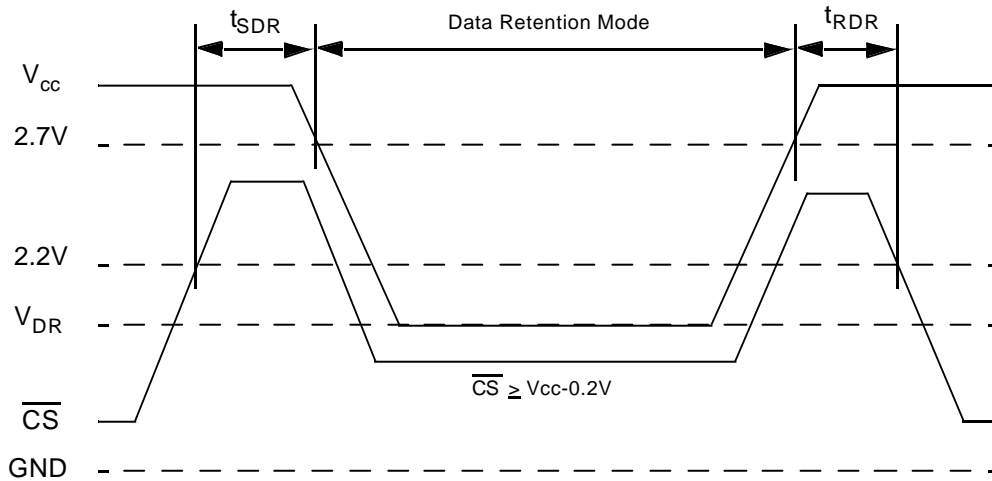 tSDR
Data Retention Mode
tRDR
Vcc
2.7V
2.2V
VDR
CS ≥ Vcc-0.2V
CS
GND